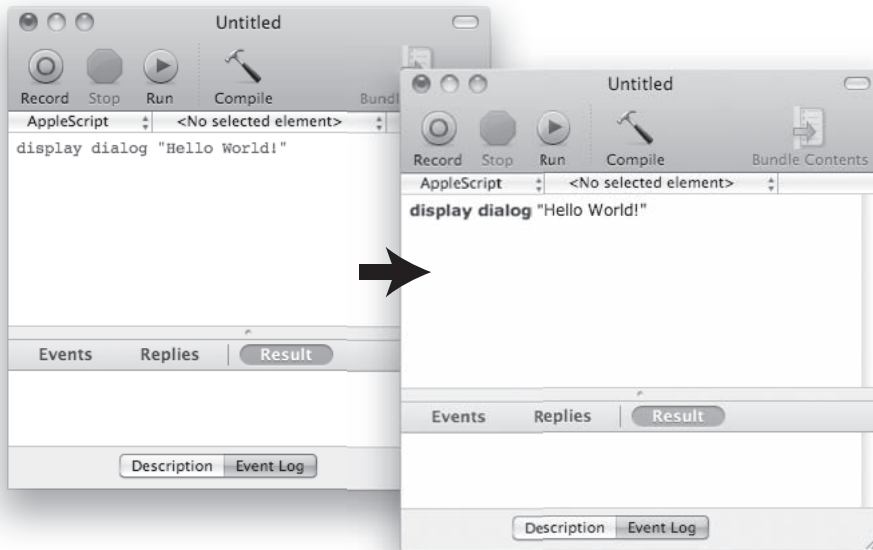 Untitled
Record Stop Run Compile Bundl
AppleScript <No selected element>
display dialog "Hello World!"
Events Replies Result
Description Event Log
Untitled
Record Stop Run Compile Bundle Contents
AppleScript <No selected element>
display dialog "Hello World!"
Events Replies Result
Description Event Log